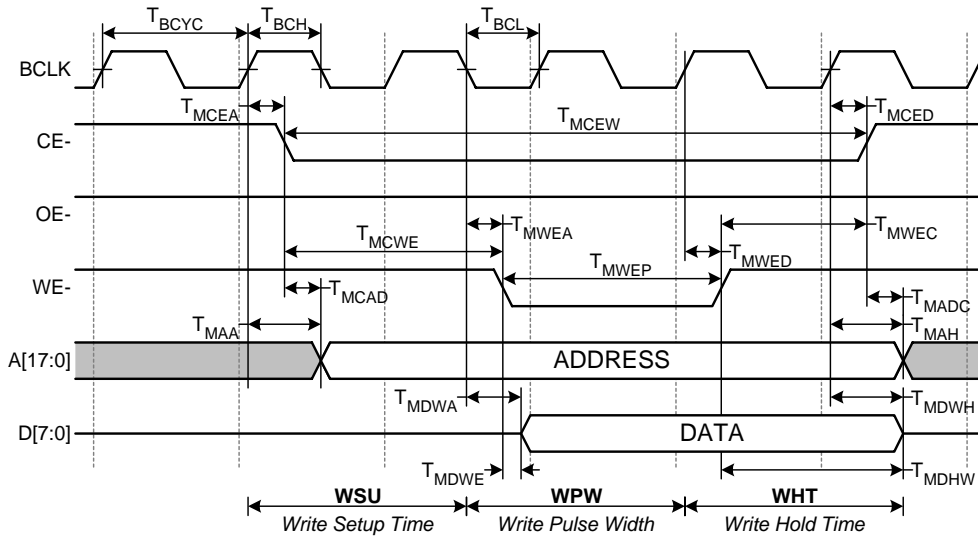 TBCYC TBCH TBCL
BCLK
TMCEA TMCEW TMCED
CE-
OE-
TMCWE TMWEA TMWEC
TMWEP TMWED
WE-
TMCAD TMADC
TMAA TMAH
A[17:0] ADDRESS
TMDWA TMDWH
D[7:0] DATA
TMDWE TMDHW
WSU WPW WHT
Write Setup Time Write Pulse Width Write Hold Time